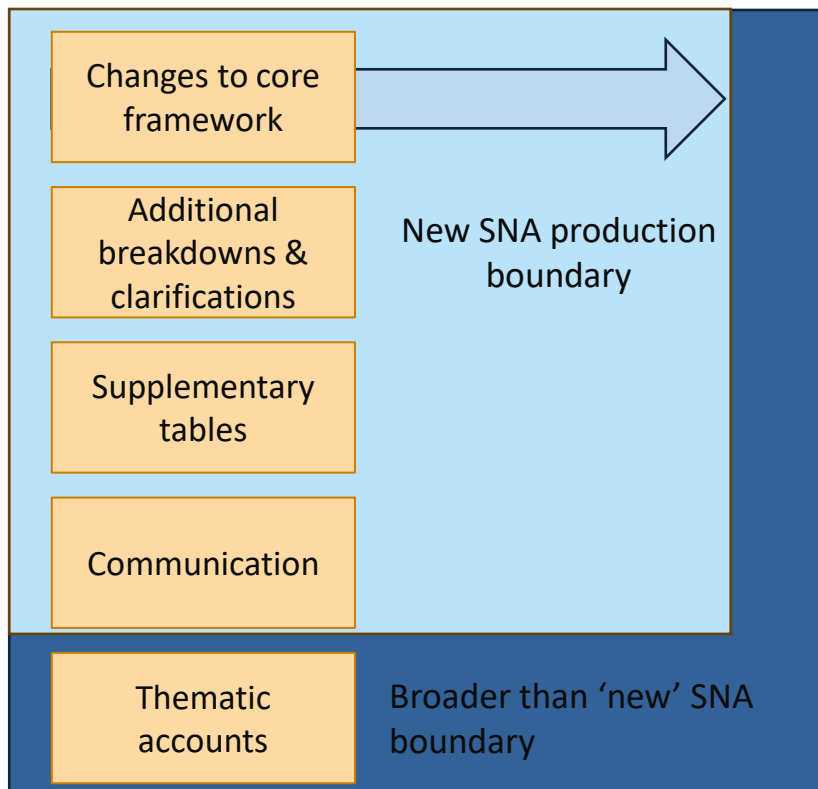 Changes to core
framework
Additional
breakdowns &
clarifications
New SNA production
boundary
Supplementary
tables
Communication
Thematic
accounts
Broader than ‘new’ SNA
boundary